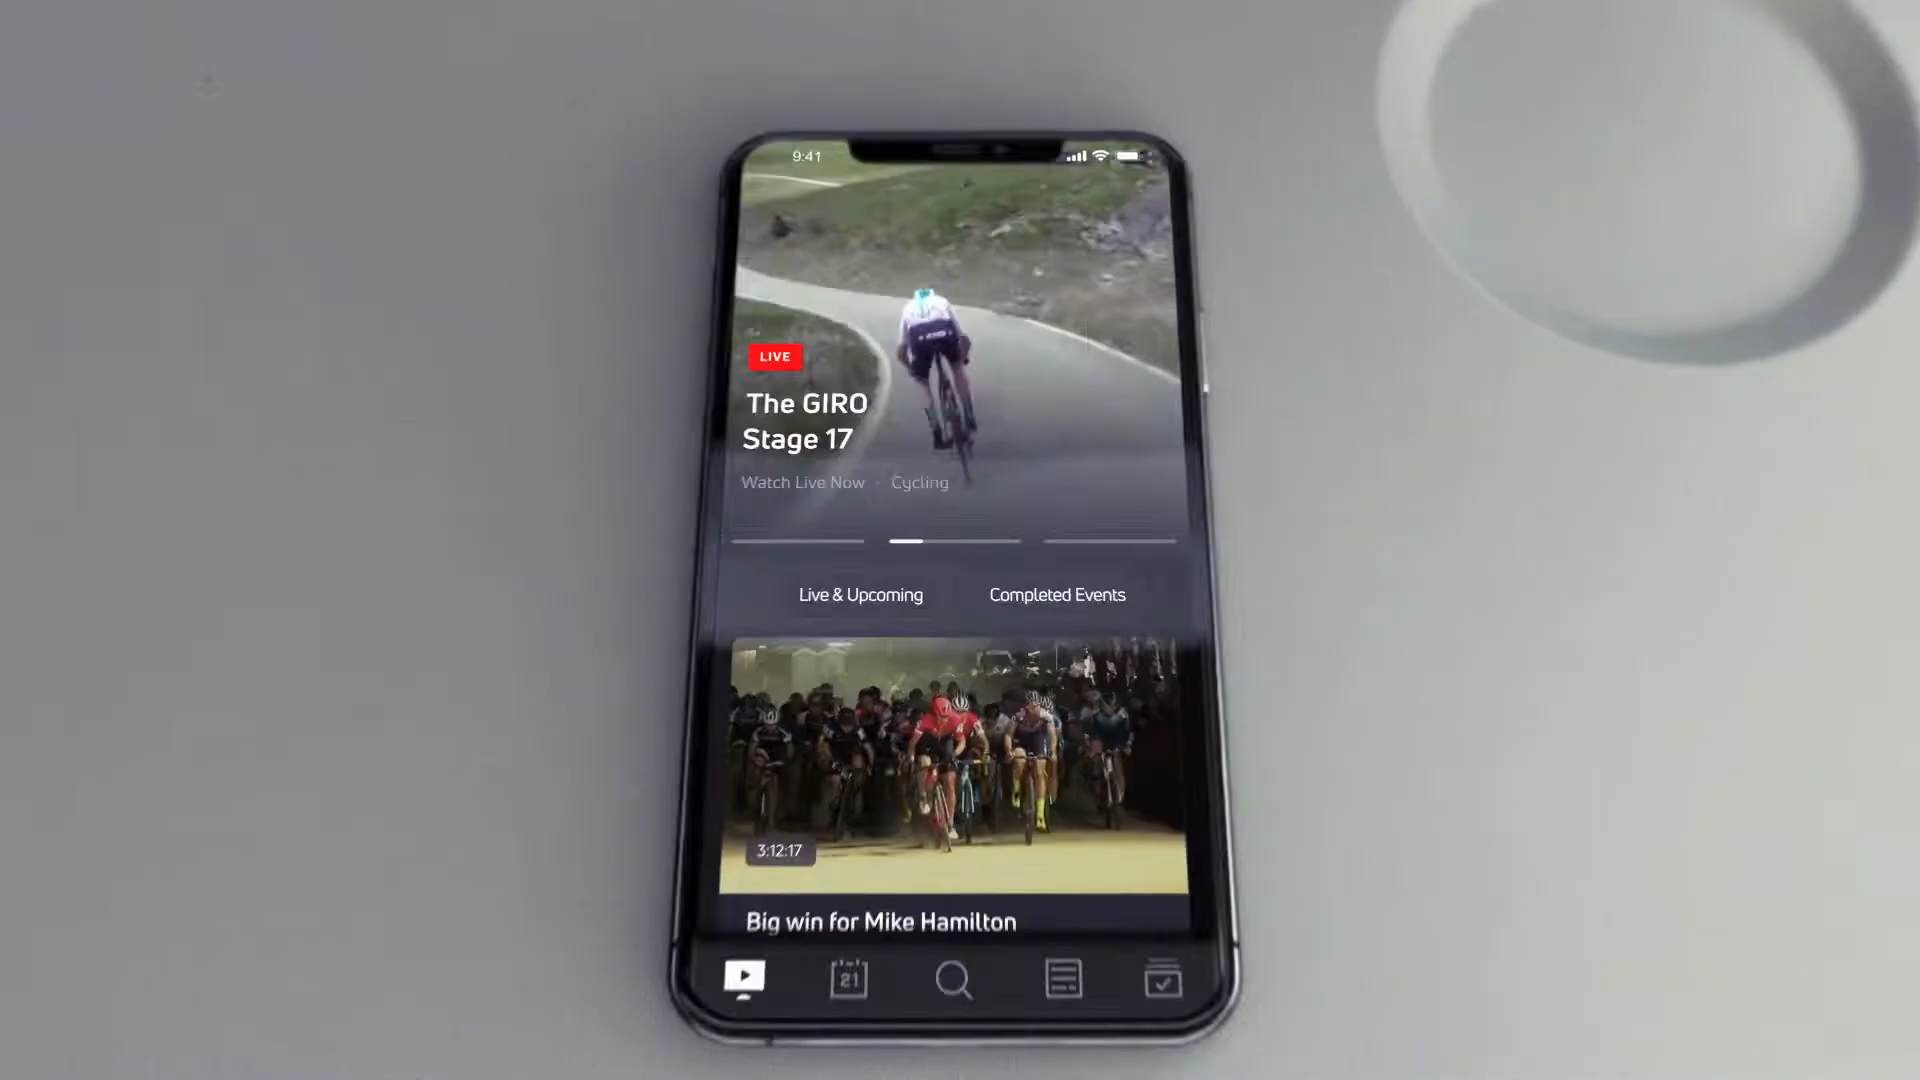 9:41
LIVE
The GIRO
Stage 17
Watch Live Now · Cycling
Live & Upcoming
Completed Events
3:12:17
Big win for Mike Hamilton
21